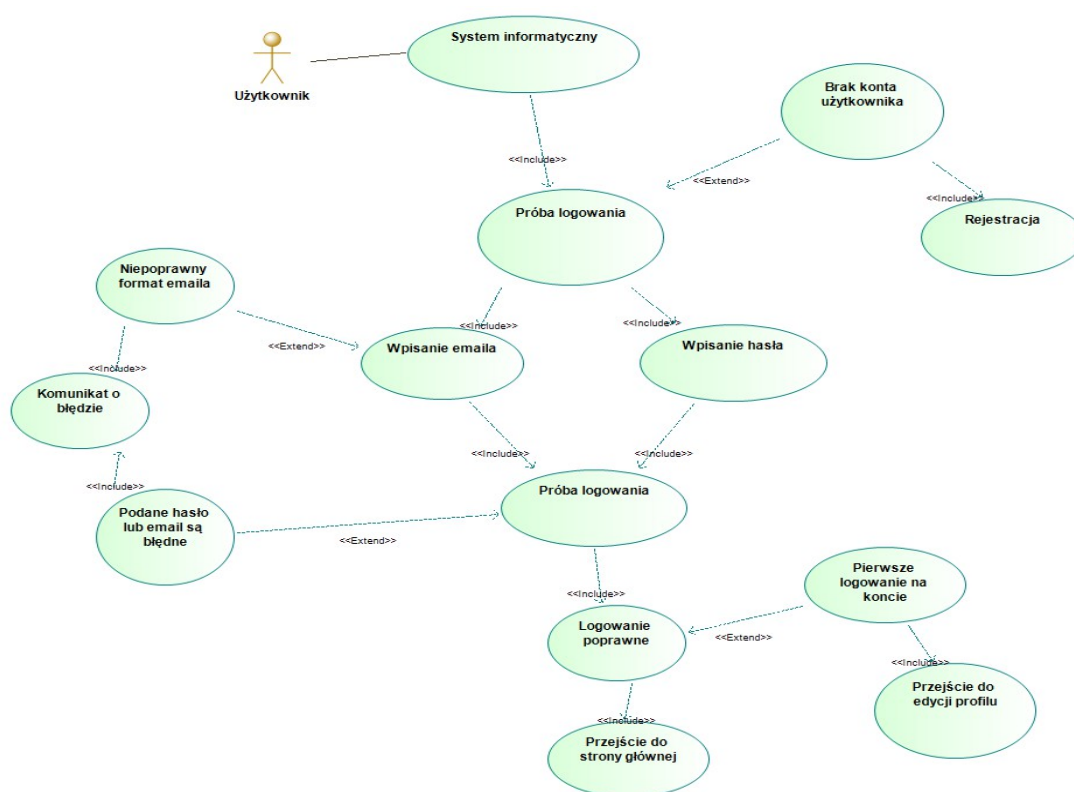 System informatyczny
Użytkownik
Brak konta
użytkownika
<<Include>>
<<Extend>>
<<Include>>
Próba logowania
Rejestracja
Niepoprawny
format emaila
<<Include>>
<<Include>>
<<Extend>>
Wpisanie emaila
Wpisanie hasła
<<Include>>
Komunikat o
błędzie
<<Include>>
<<Include>>
<<Include>>
Próba logowania
Podane hasło
lub email są
błędne
<<Extend>>
Pierwsze
logowanie na
koncie
<<Include>>
Logowanie
poprawne
<<Extend>>
<<Include>>
Przejście do
edycji profilu
<<Include>>
Przejście do
strony głównej